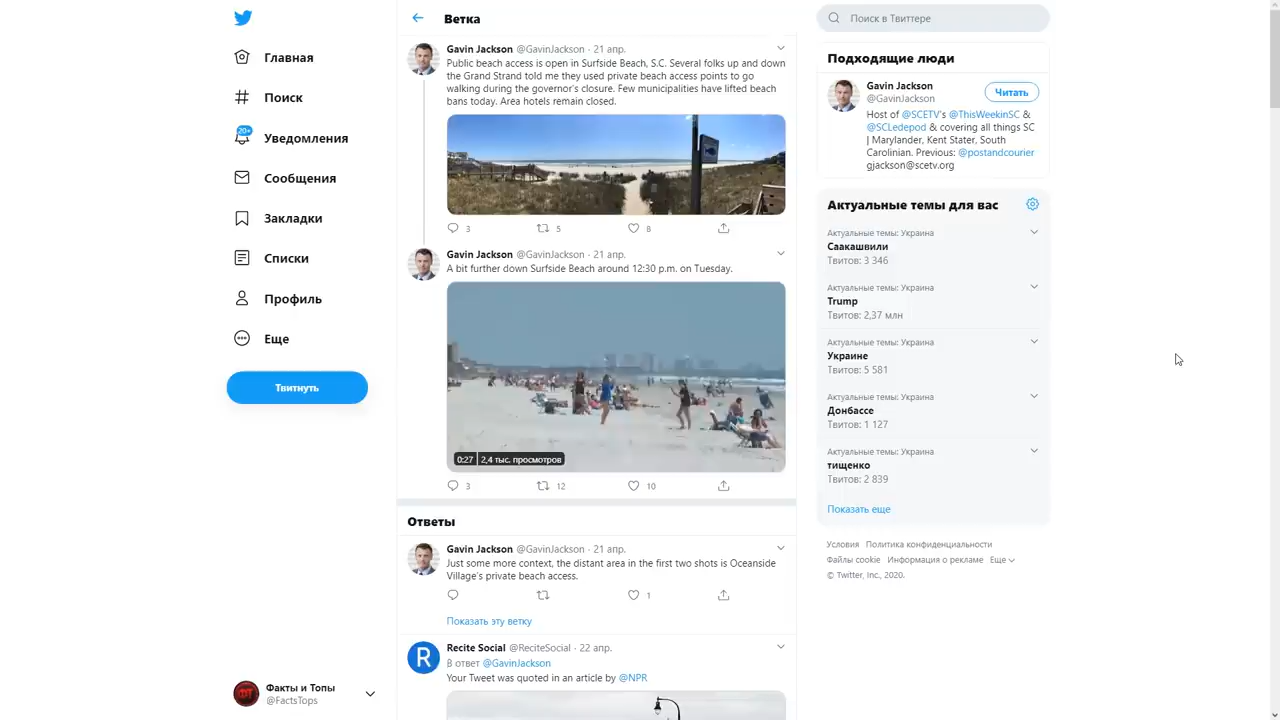 Главная
Поиск
20+
Уведомления
Сообщения
Закладки
Списки
Профиль
Еще
Твитнуть
Факты и Топы
@FactsTops
Ветка
Gavin Jackson @GavinJackson · 21 апр.
Public beach access is open in Surfside Beach, S.C. Several folks up and down
the Grand Strand told me they used private beach access points to go
walking during the governor's closure. Few municipalities have lifted beach
bans today. Area hotels remain closed.
3 5 8
Gavin Jackson @GavinJackson · 21 апр.
A bit further down Surfside Beach around 12:30 p.m. on Tuesday.
0:27 2,4 тыс. просмотров
3 12 10
Ответы
Gavin Jackson @GavinJackson · 21 апр.
Just some more context, the distant area in the first two shots is Oceanside
Village's private beach access.
1
Показать эту ветку
R
Recite Social @ReciteSocial · 22 апр.
В ответ @GavinJackson
Your Tweet was quoted in an article by @NPR
Поиск в Твиттере
Подходящие люди
Gavin Jackson
@GavinJackson
Читать
Host of @SCETV's @ThisWeekinSC &
@SCLedepod & covering all things SC
| Marylander, Kent Stater, South
Carolinian. Previous: @postandcourier
gjackson@scetv.org
Актуальные темы для вас
Актуальные темы: Украина
Саакашвили
Твитов: 3 346
Актуальные темы: Украина
Trump
Твитов: 2,37 млн
Актуальные темы: Украина
Украине
Твитов: 5 581
Актуальные темы: Украина
Донбассе
Твитов: 1 127
Актуальные темы: Украина
тищенко
Твитов: 2 839
Показать еще
Условия Политика конфиденциальности
Файлы cookie Информация о рекламе Еще
© Twitter, Inc., 2020.